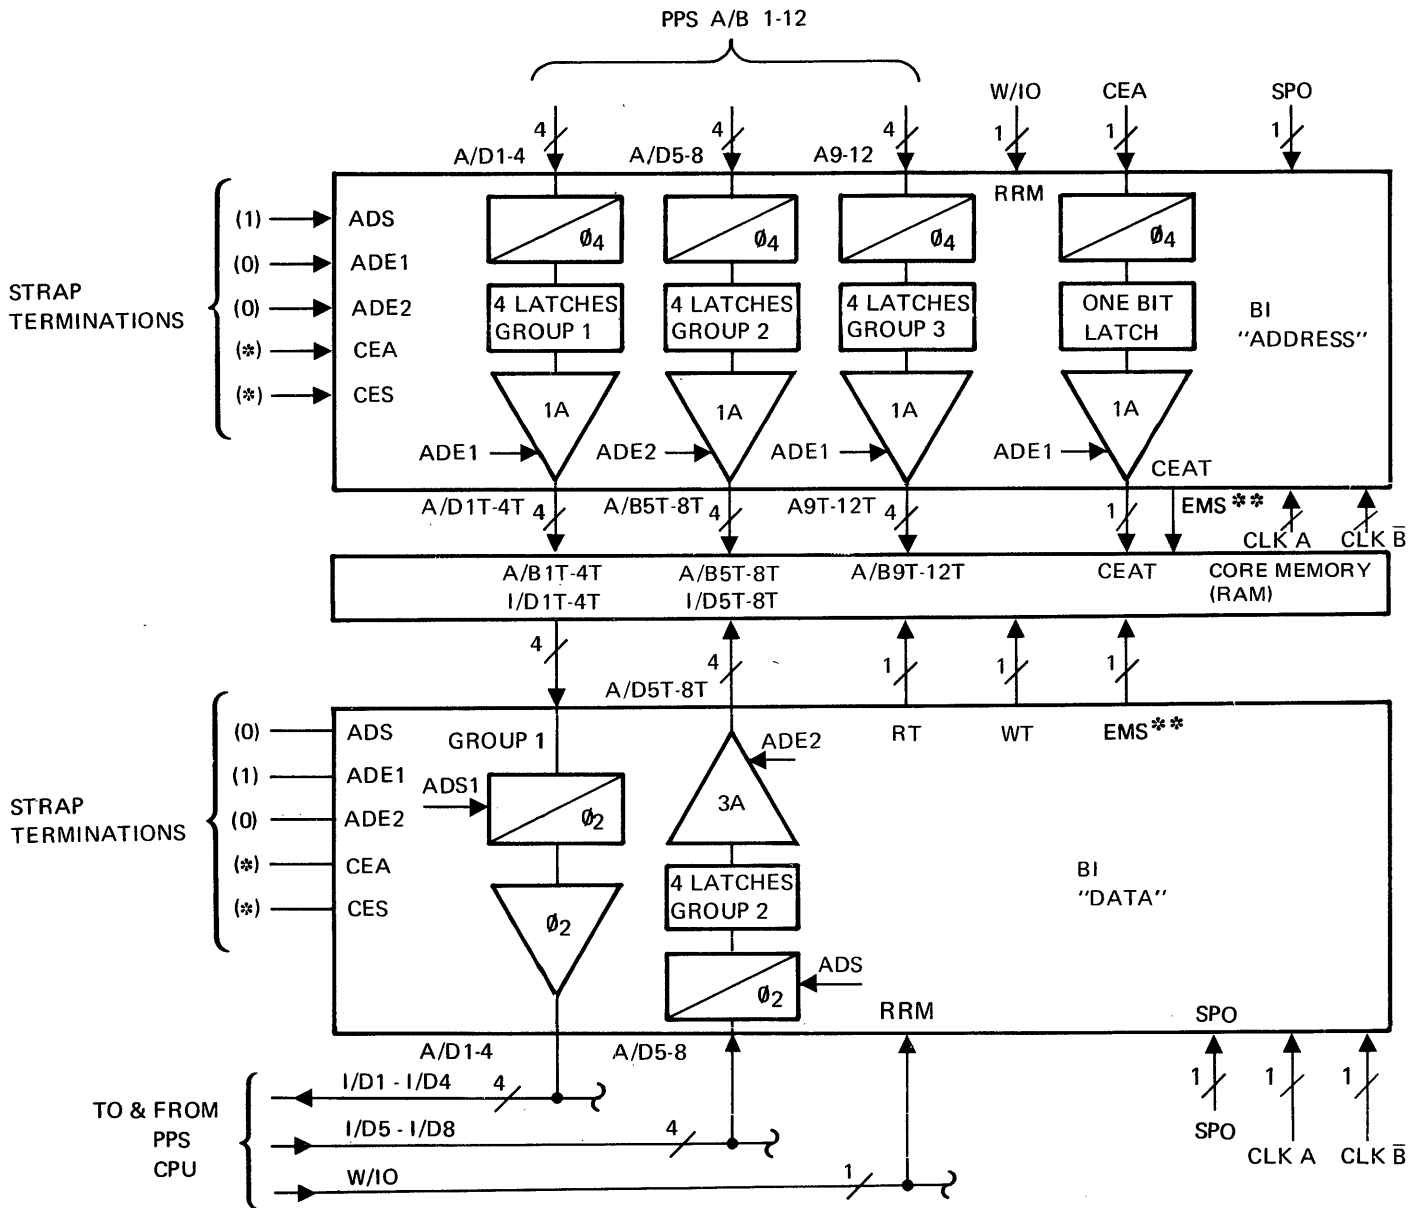 PPS A/B 1-12
W/IO
CEA
SPO
4
4
4
1
1
1
A/D1-4
A/D5-8
A9-12
RRM
STRAP
TERMINATIONS
(1)
ADS
(0)
ADE1
(0)
ADE2
(*)
CEA
(*)
CES
Ø4
Ø4
Ø4
Ø4
4 LATCHES
GROUP 1
4 LATCHES
GROUP 2
4 LATCHES
GROUP 3
ONE BIT
LATCH
BI
"ADDRESS"
1A
1A
1A
1A
ADE1
ADE2
ADE1
ADE1
CEAT
A/D1T-4T
4
A/B5T-8T
4
A9T-12T
4
1
EMS**
CLK A
CLK B̅
A/B1T-4T
I/D1T-4T
A/B5T-8T
I/D5T-8T
A/B9T-12T
CEAT
CORE MEMORY
(RAM)
4
4
1
1
1
A/D5T-8T
STRAP
TERMINATIONS
(0)
ADS
(1)
ADE1
(0)
ADE2
(*)
CEA
(*)
CES
GROUP 1
ADS1
Ø2
Ø2
ADE2
3A
4 LATCHES
GROUP 2
Ø2
ADS
RT
WT
EMS**
BI
"DATA"
RRM
SPO
A/D1-4
A/D5-8
TO & FROM
PPS
CPU
I/D1 - I/D4
4
I/D5 - I/D8
4
W/IO
1
1
1
1
SPO
CLK A
CLK B̅